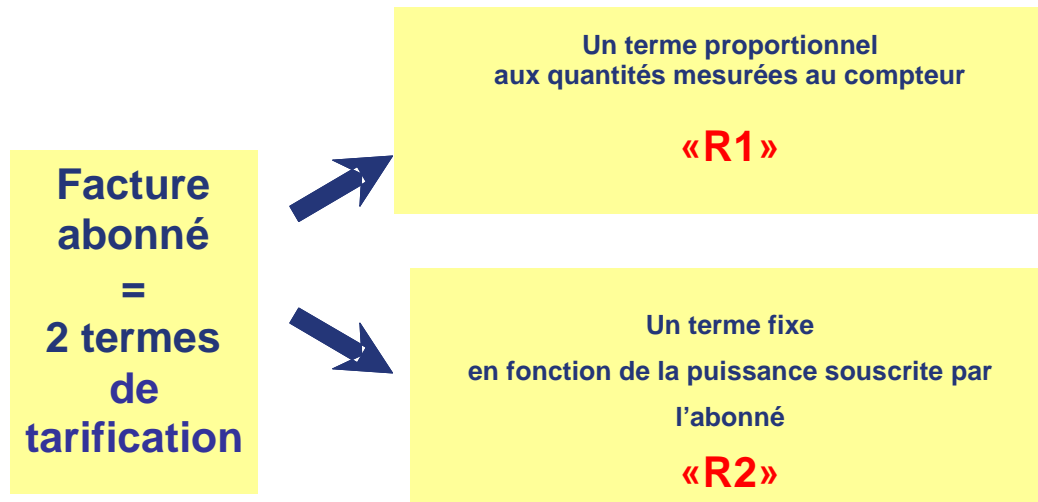 Facture
abonné
=
2 termes
de
tarification
Un terme proportionnel
aux quantités mesurées au compteur
«R1»
Un terme fixe
en fonction de la puissance souscrite par
l’abonné
«R2»